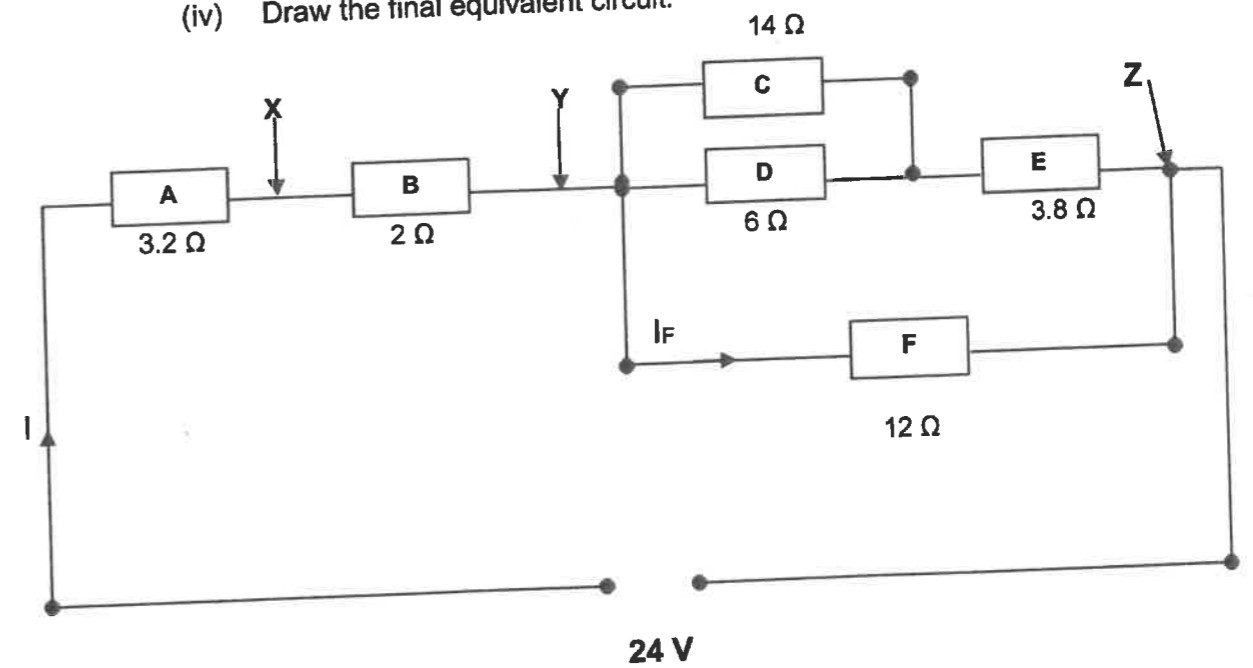 (iv) Draw the final equivalent circuit.
14 Ω
C
Z
X
Y
A
B
D
E
3.2 Ω
2 Ω
6 Ω
3.8 Ω
IF
F
I
12 Ω
24 V